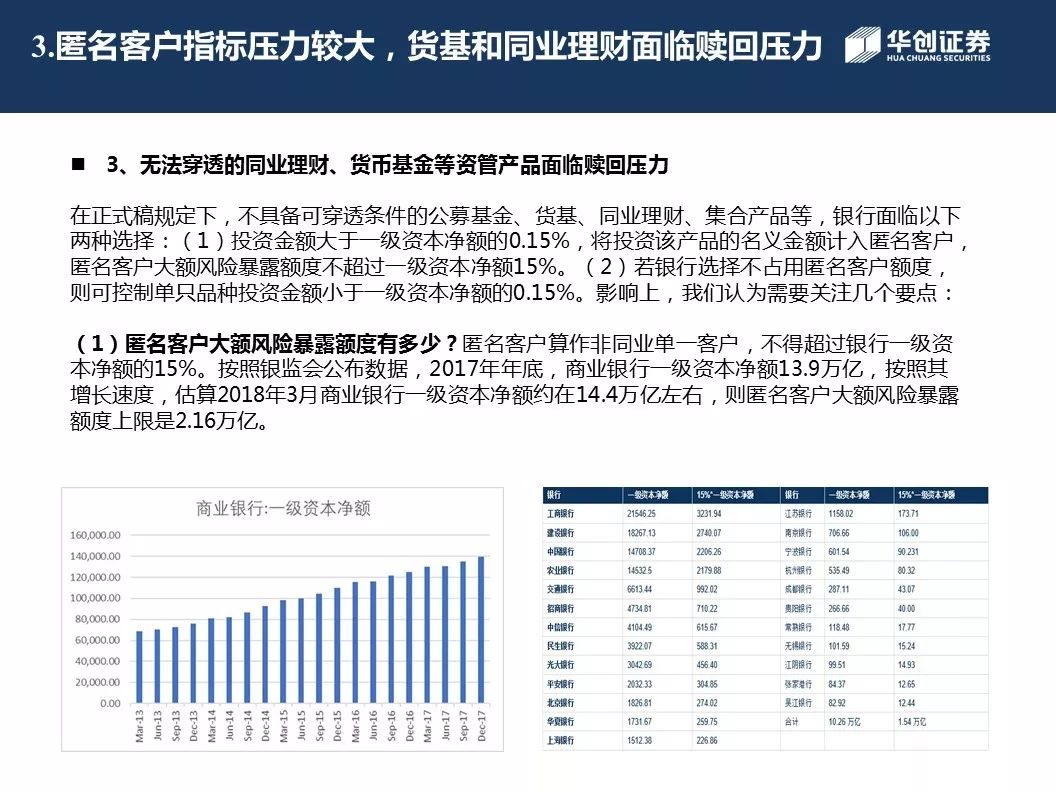 3.匿名客户指标压力较大，货基和同业理财面临赎回压力
华创证券
HUA CHUANG SECURITIES
■ 3、无法穿透的同业理财、货币基金等资管产品面临赎回压力
在正式稿规定下，不具备可穿透条件的公募基金、货基、同业理财、集合产品等，银行面临以下
两种选择：（1）投资金额大于一级资本净额的0.15%，将投资该产品的名义金额计入匿名客户，
匿名客户大额风险暴露额度不超过一级资本净额15%。（2）若银行选择不占用匿名客户额度，
则可控制单只品种投资金额小于一级资本净额的0.15%。影响上，我们认为需要关注几个要点：
（1）匿名客户大额风险暴露额度有多少？匿名客户算作非同业单一客户，不得超过银行一级资
本净额的15%。按照银监会公布数据，2017年年底，商业银行一级资本净额13.9万亿，按照其
增长速度，估算2018年3月商业银行一级资本净额约在14.4万亿左右，则匿名客户大额风险暴露
额度上限是2.16万亿。
商业银行:一级资本净额
160,000.00
140,000.00
120,000.00
100,000.00
80,000.00
60,000.00
40,000.00
20,000.00
0.00
Mar-13 Jun-13 Sep-13 Dec-13 Mar-14 Jun-14 Sep-14 Dec-14 Mar-15 Jun-15 Sep-15 Dec-15 Mar-16 Jun-16 Sep-16 Dec-16 Mar-17 Jun-17 Sep-17 Dec-17
银行 一级资本净额 15%*一级资本净额 银行 一级资本净额 15%*一级资本净额
工商银行 21546.25 3231.94 江苏银行 1158.02 173.71
建设银行 18267.13 2740.07 南京银行 706.66 106.00
中国银行 14708.37 2206.26 宁波银行 601.54 90.231
农业银行 14532.5 2179.88 杭州银行 535.49 80.32
交通银行 6613.44 992.02 成都银行 287.11 43.07
招商银行 4734.81 710.22 贵阳银行 266.66 40.00
中信银行 4104.49 615.67 常熟银行 118.48 17.77
民生银行 3922.07 588.31 无锡银行 101.59 15.24
光大银行 3042.69 456.40 江阴银行 99.51 14.93
平安银行 2032.33 304.85 张家港行 84.37 12.65
北京银行 1826.81 274.02 吴江银行 82.92 12.44
华夏银行 1731.67 259.75 合计 10.26 万亿 1.54 万亿
上海银行 1512.38 226.86